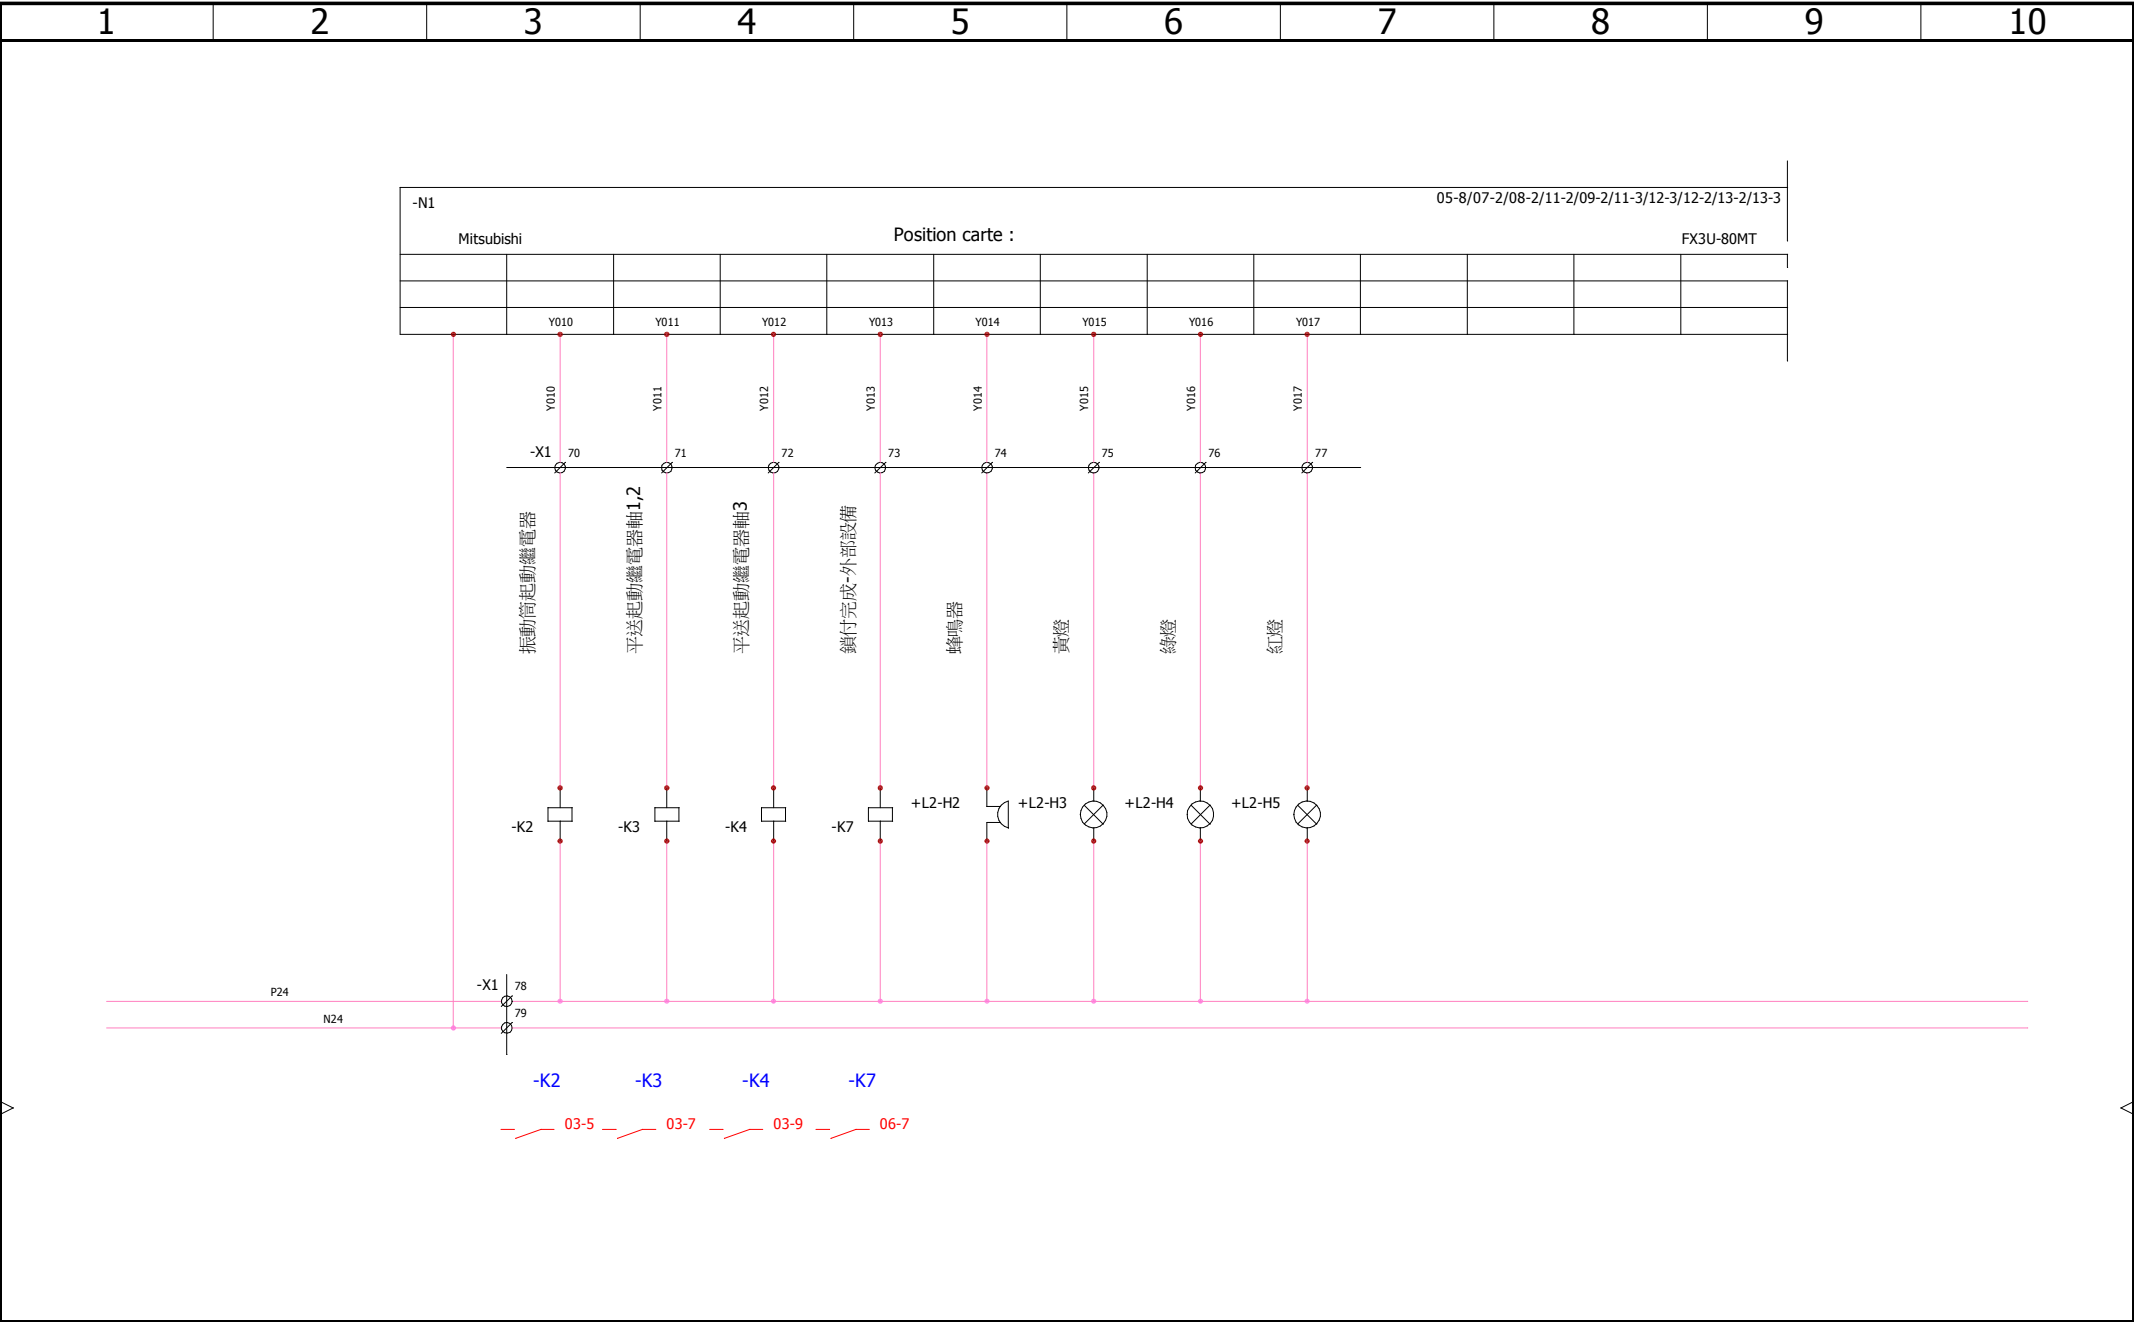 1 2 3 4 5 6 7 8 9 10
-N1 05-8/07-2/08-2/11-2/09-2/11-3/12-3/12-2/13-2/13-3
Mitsubishi Position carte : FX3U-80MT
Y010 Y011 Y012 Y013 Y014 Y015 Y016 Y017
Y010 Y011 Y012 Y013 Y014 Y015 Y016 Y017
-X1 70 71 72 73 74 75 76 77
振動筒起動繼電器
平送起動繼電器軸1,2
平送起動繼電器軸3
鎖付完成-外部設備
蜂鳴器
黃燈
綠燈
紅燈
-K2 -K3 -K4 -K7 +L2-H2 +L2-H3 +L2-H4 +L2-H5
P24 -X1 78
N24 79
-K2 -K3 -K4 -K7
03-5 03-7 03-9 06-7